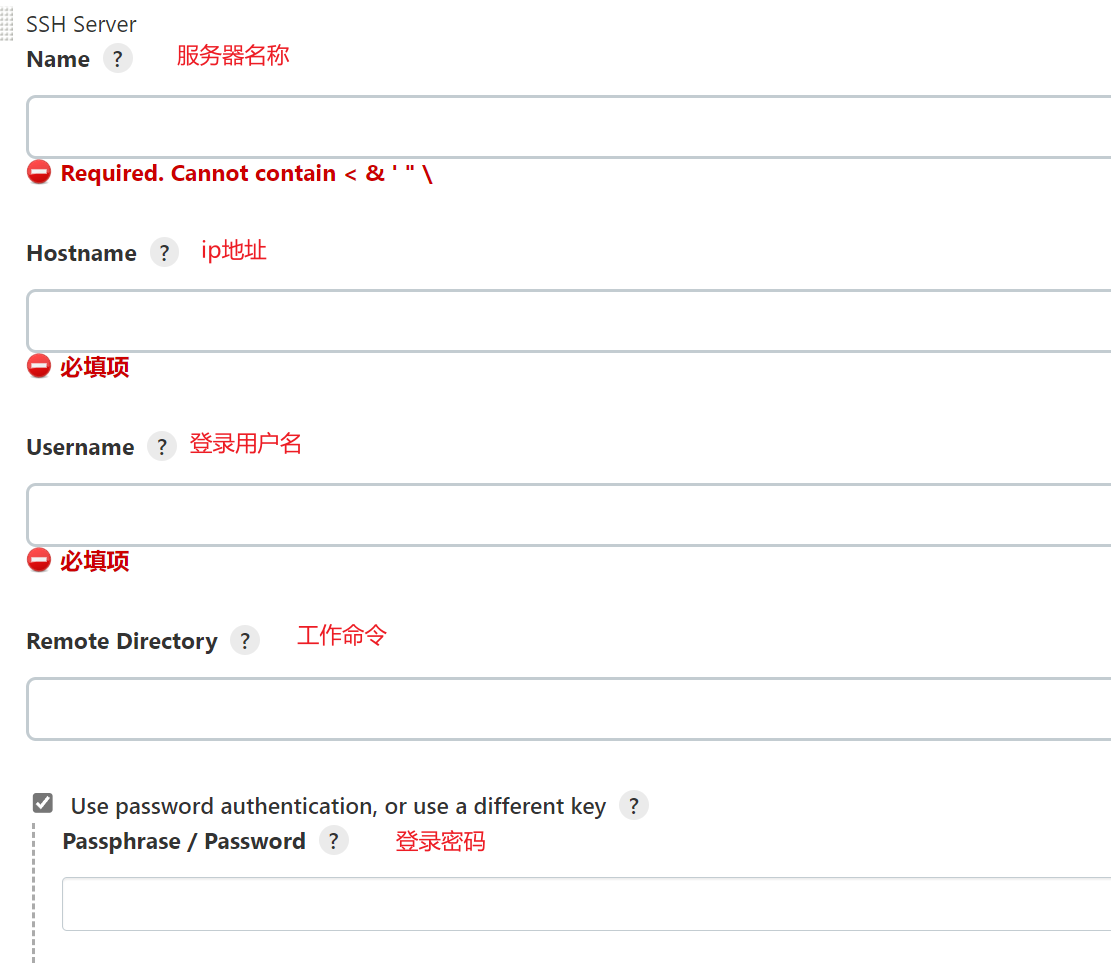 SSH Server
Name ? 服务器名称
Required. Cannot contain < & ' " \
Hostname ? ip地址
必填项
Username ? 登录用户名
必填项
Remote Directory ? 工作命令
Use password authentication, or use a different key ?
Passphrase / Password ? 登录密码